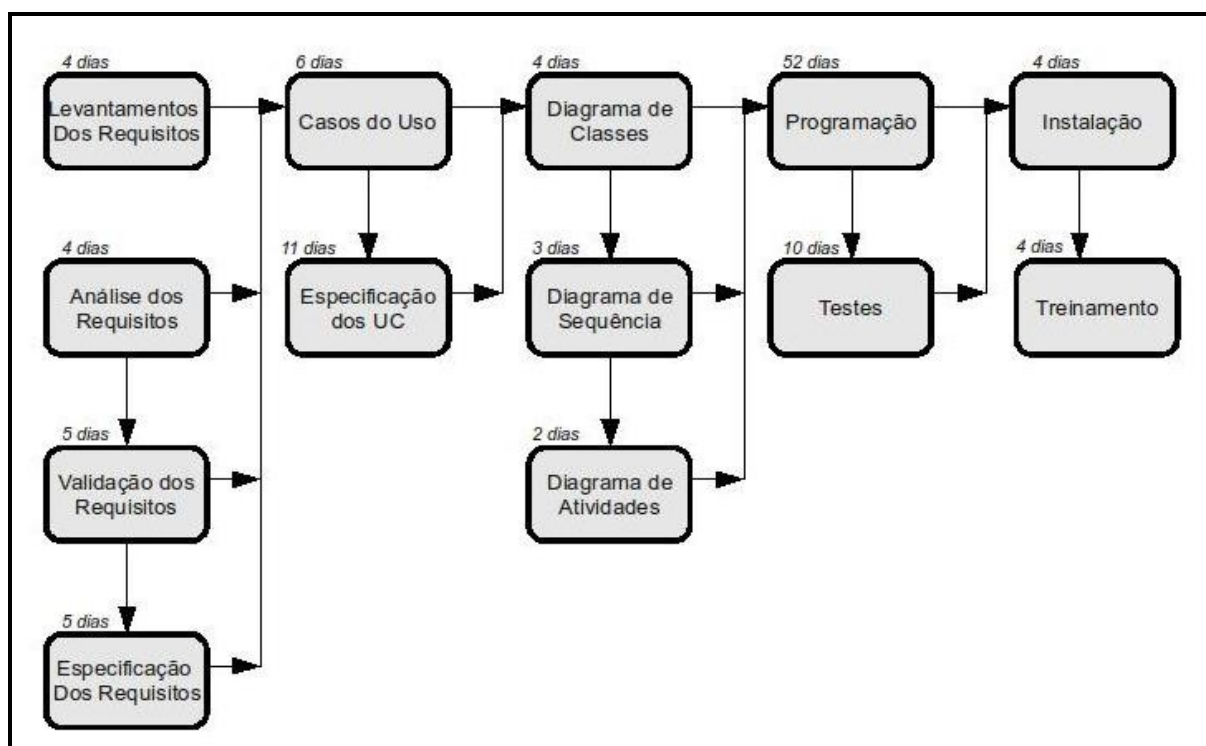 4 dias
Levantamentos
Dos Requisitos
6 dias
Casos do Uso
4 dias
Diagrama de
Classes
52 dias
Programação
4 dias
Instalação
4 dias
Análise dos
Requisitos
11 dias
Especificação
dos UC
3 dias
Diagrama de
Sequência
10 dias
Testes
4 dias
Treinamento
5 dias
Validação dos
Requisitos
2 dias
Diagrama de
Atividades
5 dias
Especificação
Dos Requisitos